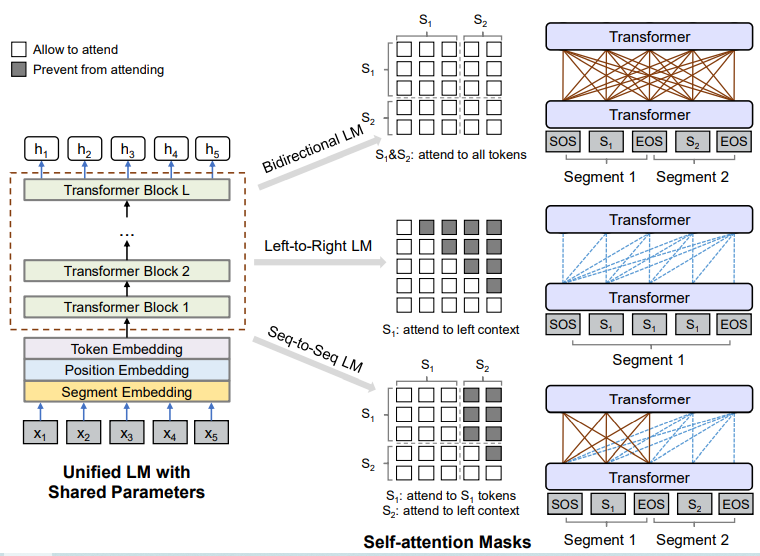 Allow to attend
Prevent from attending
h1 h2 h3 h4 h5
Transformer Block L
...
Transformer Block 2
Transformer Block 1
Token Embedding
Position Embedding
Segment Embedding
x1 x2 x3 x4 x5
Unified LM with
Shared Parameters
Bidirectional LM
Left-to-Right LM
Seq-to-Seq LM
S1 S2
S1
S2
S1&S2: attend to all tokens
S1: attend to left context
S1 S2
S1
S2
S1: attend to S1 tokens
S2: attend to left context
Self-attention Masks
Transformer
Transformer
SOS S1 EOS S2 EOS
Segment 1 Segment 2
Transformer
Transformer
SOS S1 S1 S1 EOS
Segment 1
Transformer
Transformer
SOS S1 EOS S2 EOS
Segment 1 Segment 2